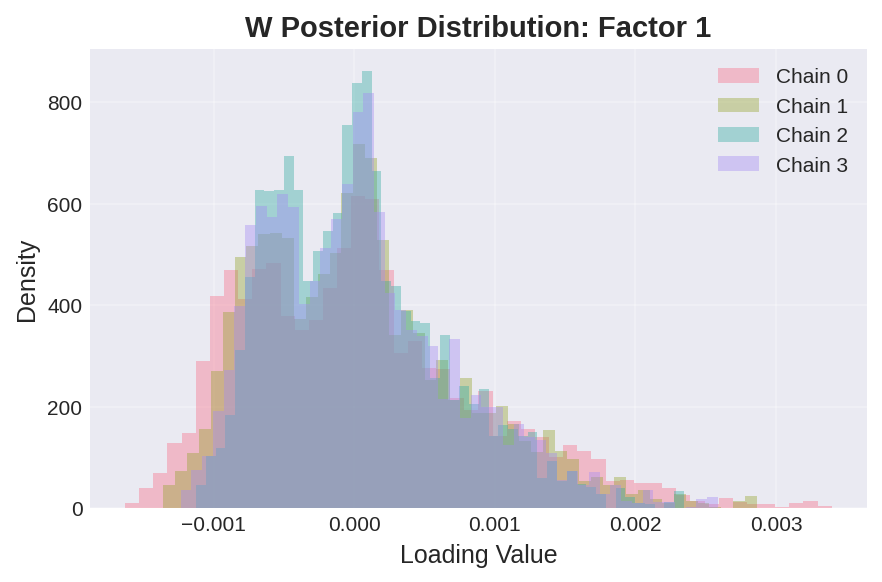 W Posterior Distribution: Factor 1
Chain 0
Chain 1
Chain 2
Chain 3
Density
800
600
400
200
0
−0.001
0.000
0.001
0.002
0.003
Loading Value